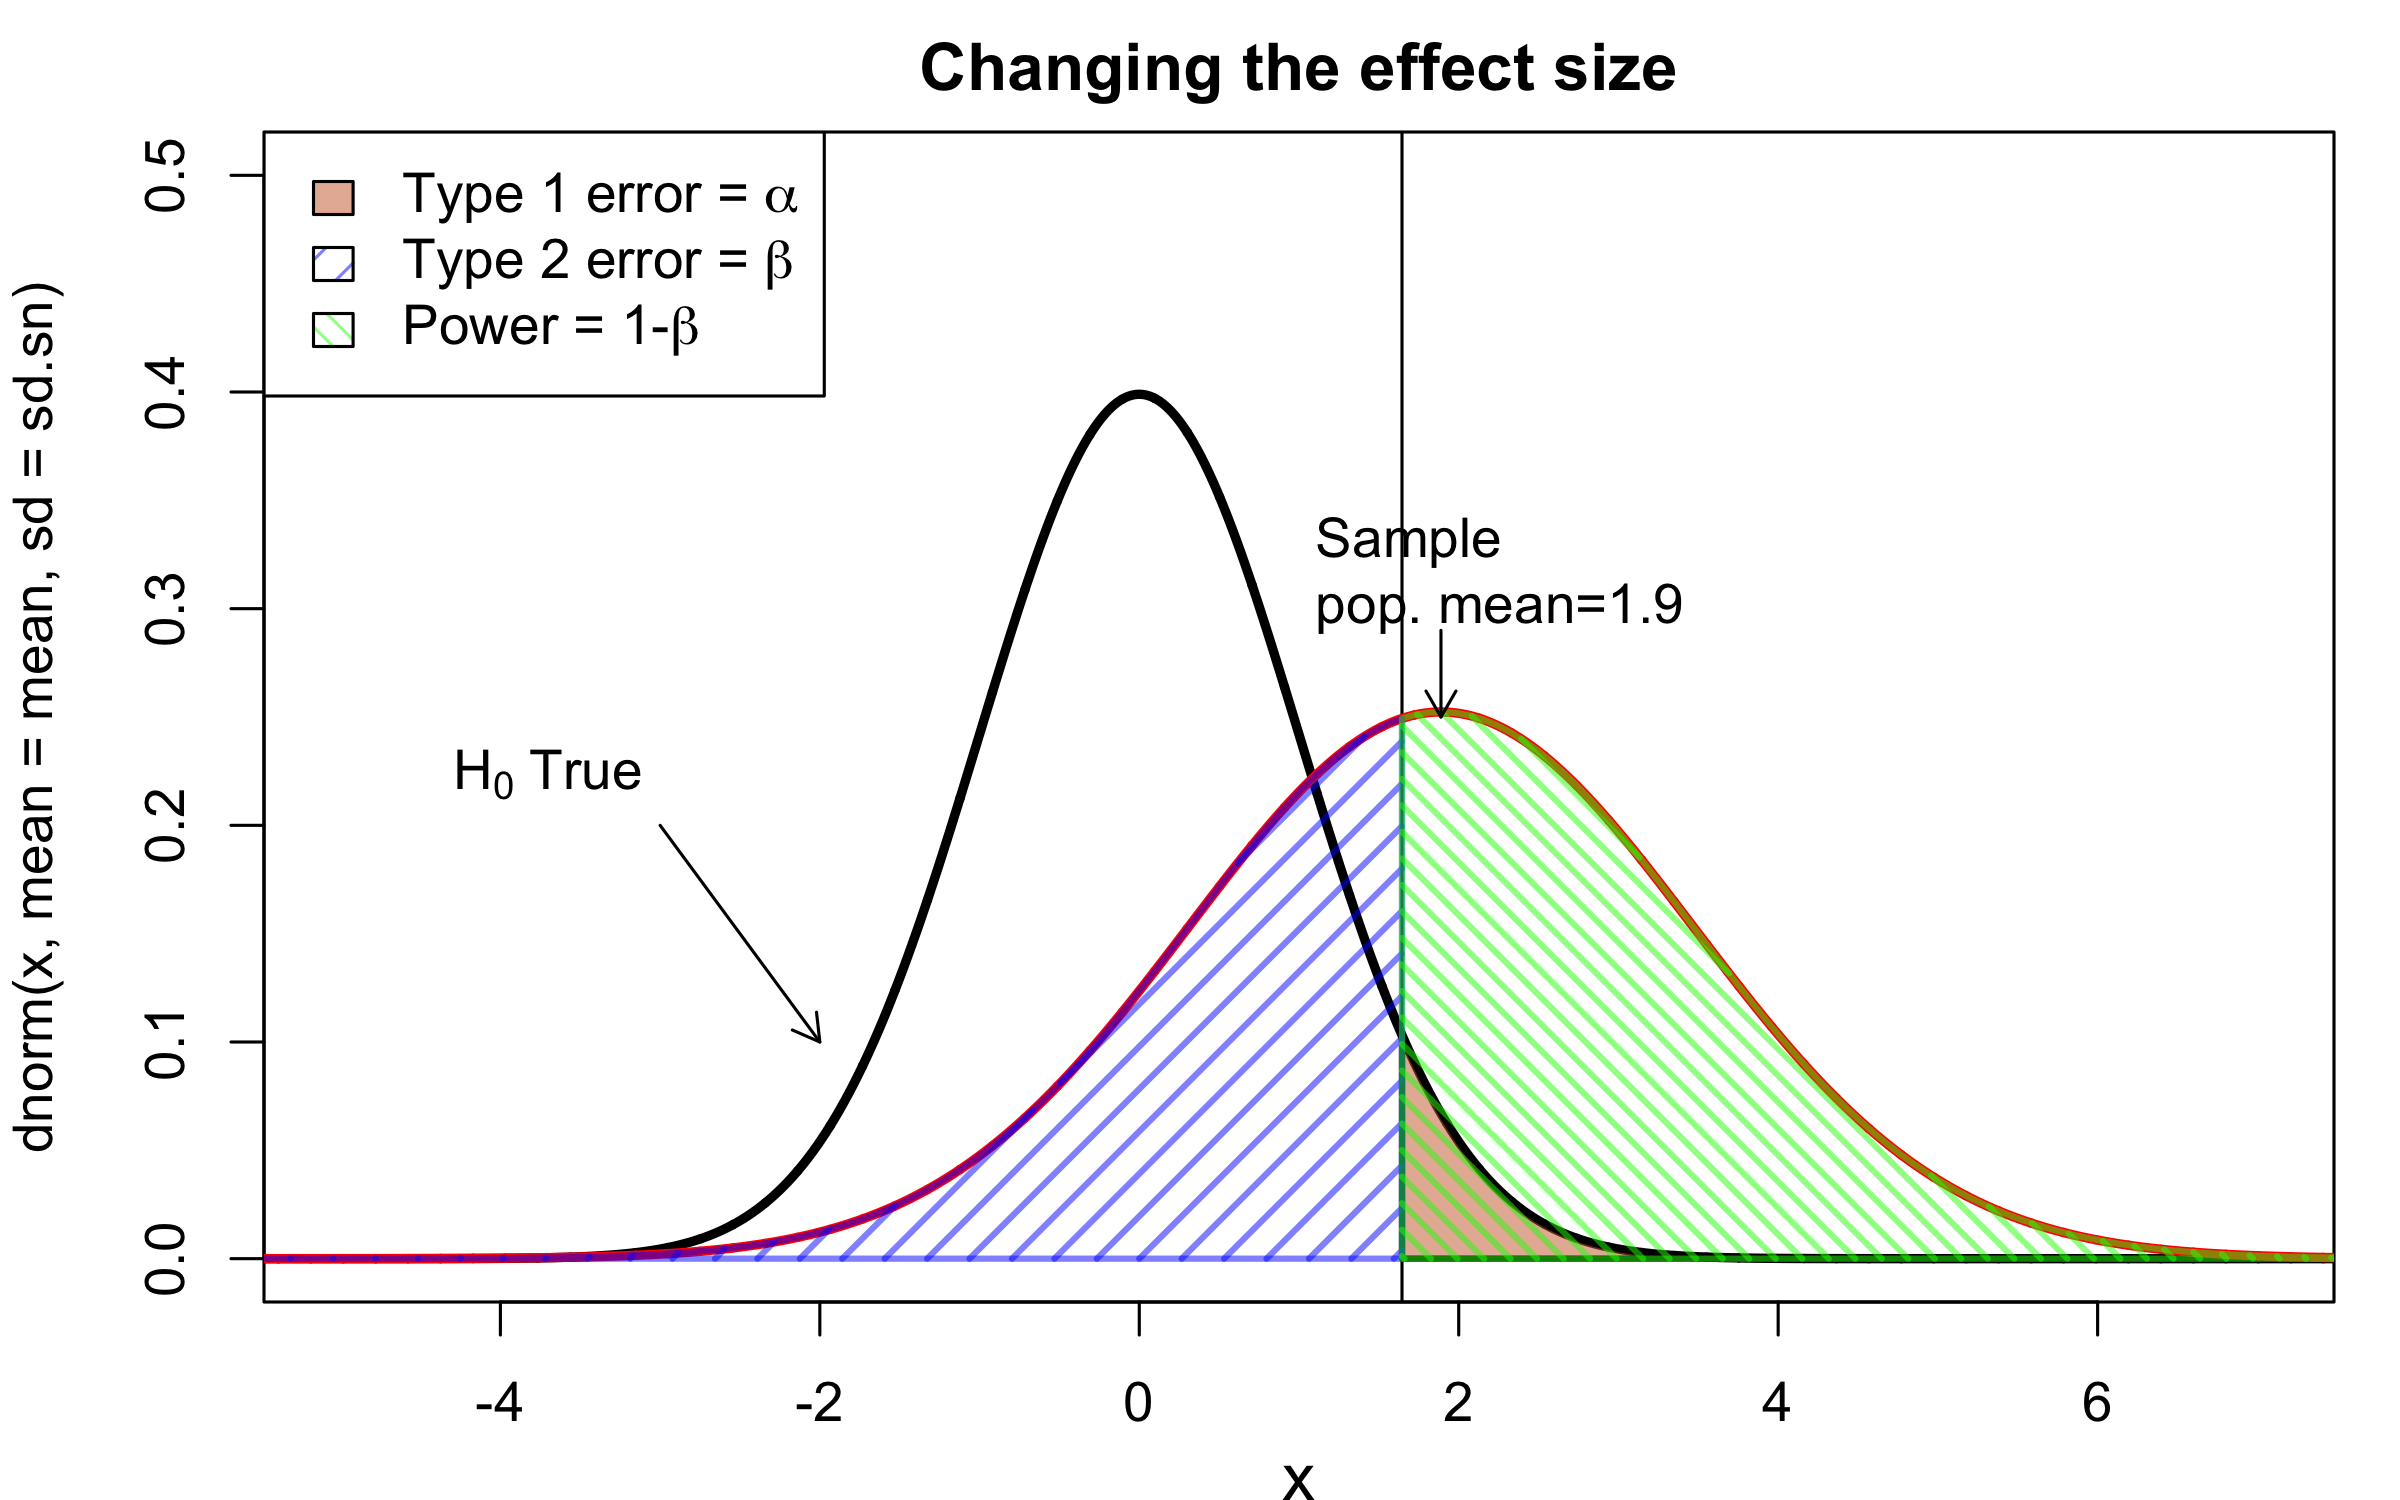 Changing the effect size
Type 1 error = α
Type 2 error = β
Power = 1-β
Sample
pop. mean=1.9
H₀ True
dnorm(x, mean = mean, sd = sd.sn)
0.5
0.4
0.3
0.2
0.1
0.0
-4 -2 0 2 4 6
x